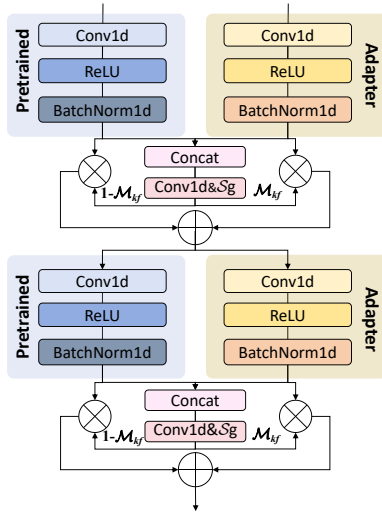 Pretrained
Conv1d
ReLU
BatchNorm1d
Conv1d
ReLU
BatchNorm1d
Adapter
Concat
Conv1d&𝒮g
1-ℳkf
ℳkf
Pretrained
Conv1d
ReLU
BatchNorm1d
Conv1d
ReLU
BatchNorm1d
Adapter
Concat
Conv1d&𝒮g
1-ℳkf
ℳkf